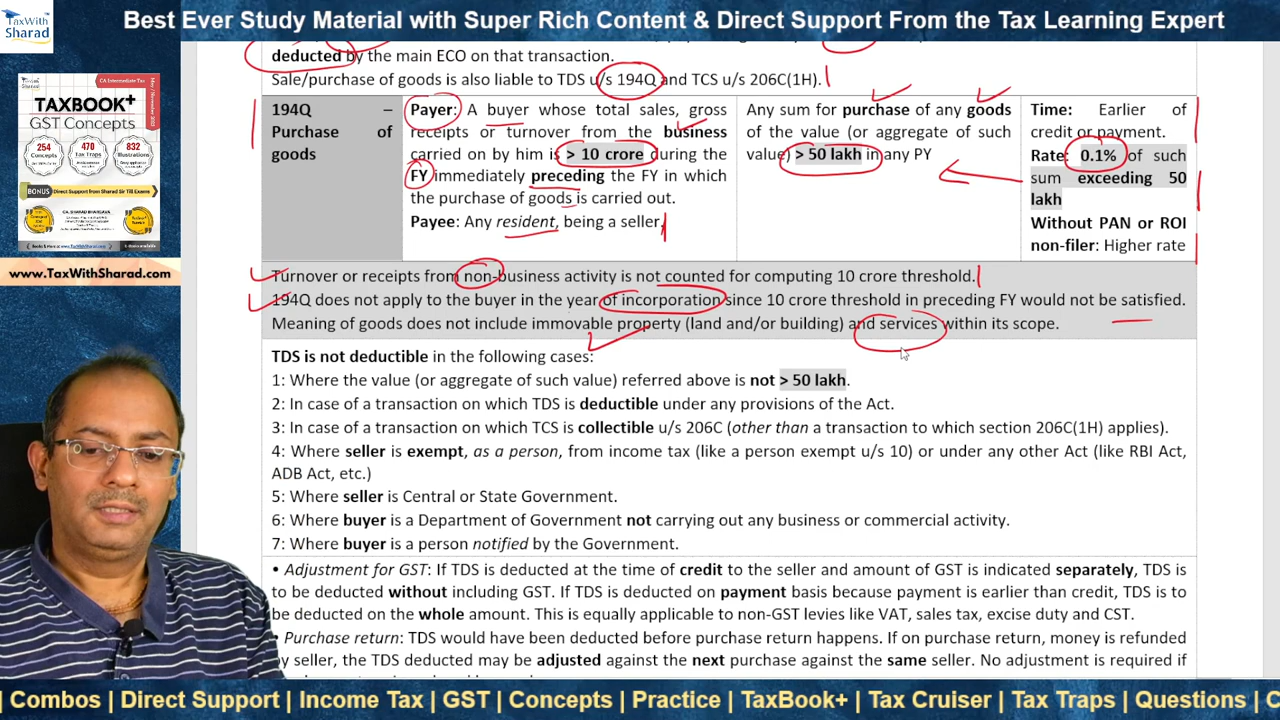 TaxWith
Sharad
Best Ever Study Material with Super Rich Content & Direct Support From the Tax Learning Expert
deducted by the main ECO on that transaction.
Sale/purchase of goods is also liable to TDS u/s 194Q and TCS u/s 206C(1H).
194Q –
Purchase of
goods
Payer: A buyer whose total sales, gross
receipts or turnover from the business
carried on by him is > 10 crore during the
FY immediately preceding the FY in which
the purchase of goods is carried out.
Payee: Any resident, being a seller
Any sum for purchase of any goods
of the value (or aggregate of such
value) > 50 lakh in any PY
Time: Earlier of
credit or payment.
Rate: 0.1% of such
sum exceeding 50
lakh
Without PAN or ROI
non-filer: Higher rate
Turnover or receipts from non-business activity is not counted for computing 10 crore threshold.
194Q does not apply to the buyer in the year of incorporation since 10 crore threshold in preceding FY would not be satisfied.
Meaning of goods does not include immovable property (land and/or building) and services within its scope.
TDS is not deductible in the following cases:
1: Where the value (or aggregate of such value) referred above is not > 50 lakh.
2: In case of a transaction on which TDS is deductible under any provisions of the Act.
3: In case of a transaction on which TCS is collectible u/s 206C (other than a transaction to which section 206C(1H) applies).
4: Where seller is exempt, as a person, from income tax (like a person exempt u/s 10) or under any other Act (like RBI Act,
ADB Act, etc.)
5: Where seller is Central or State Government.
6: Where buyer is a Department of Government not carrying out any business or commercial activity.
7: Where buyer is a person notified by the Government.
• Adjustment for GST: If TDS is deducted at the time of credit to the seller and amount of GST is indicated separately, TDS is
to be deducted without including GST. If TDS is deducted on payment basis because payment is earlier than credit, TDS is to
be deducted on the whole amount. This is equally applicable to non-GST levies like VAT, sales tax, excise duty and CST.
• Purchase return: TDS would have been deducted before purchase return happens. If on purchase return, money is refunded
by seller, the TDS deducted may be adjusted against the next purchase against the same seller. No adjustment is required if
CA Intermediate Tax
TAXBOOK+
GST Concepts
254
Concepts
470
Tax Traps
832
Illustrations
BONUS
Direct Support from Sharad Sir Till Exams
CA. SHARAD BHARGAVA
www.TaxWithSharad.com
| Combos | Direct Support | Income Tax | GST | Concepts | Practice | TaxBook+ | Tax Cruiser | Tax Traps | Questions |